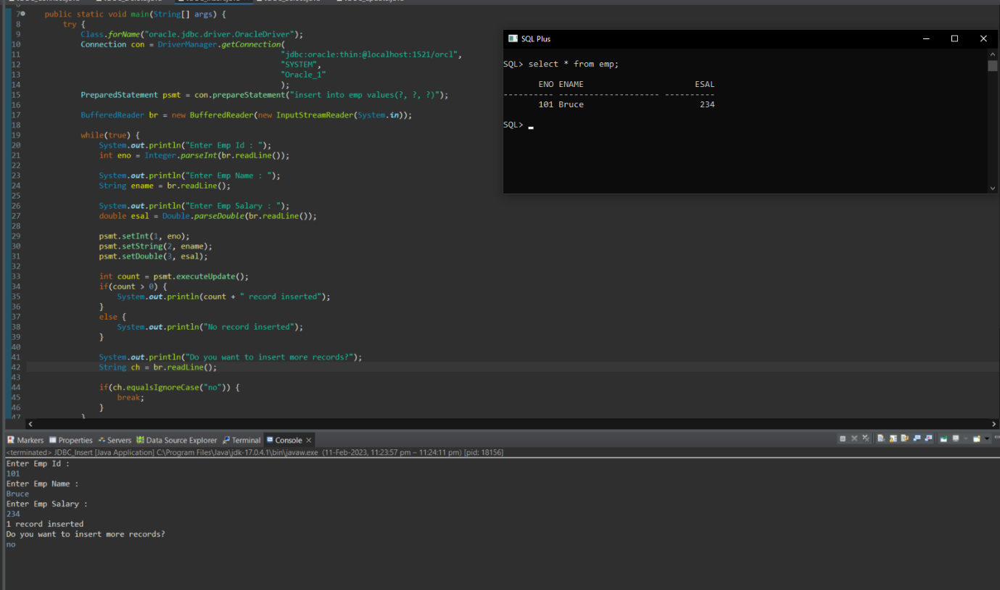 7 public static void main(String[] args) {
8 try {
9 Class.forName("oracle.jdbc.driver.OracleDriver");
10 Connection con = DriverManager.getConnection(
11 "jdbc:oracle:thin:@localhost:1521/orcl",
12 "SYSTEM",
13 "Oracle_1"
14 );
15 PreparedStatement psmt = con.prepareStatement("insert into emp values(?, ?, ?)");
16
17 BufferedReader br = new BufferedReader(new InputStreamReader(System.in));
18
19 while(true) {
20 System.out.println("Enter Emp Id : ");
21 int eno = Integer.parseInt(br.readLine());
22
23 System.out.println("Enter Emp Name : ");
24 String ename = br.readLine();
25
26 System.out.println("Enter Emp Salary : ");
27 double esal = Double.parseDouble(br.readLine());
28
29 psmt.setInt(1, eno);
30 psmt.setString(2, ename);
31 psmt.setDouble(3, esal);
32
33 int count = psmt.executeUpdate();
34 if(count > 0) {
35 System.out.println(count + " record inserted");
36 }
37 else {
38 System.out.println("No record inserted");
39 }
40
41 System.out.println("Do you want to insert more records?");
42 String ch = br.readLine();
43
44 if(ch.equalsIgnoreCase("no")) {
45 break;
46 }
47 }
SQL Plus
SQL> select * from emp;
ENO ENAME ESAL
---------- -------------------- ----------
101 Bruce 234
SQL>
Markers Properties Servers Data Source Explorer Terminal Console
<terminated> JDBC_Insert [Java Application] C:\Program Files\Java\jdk-17.0.4.1\bin\javaw.exe (11-Feb-2023, 11:23:57 pm – 11:24:11 pm) [pid: 18156]
Enter Emp Id :
101
Enter Emp Name :
Bruce
Enter Emp Salary :
234
1 record inserted
Do you want to insert more records?
no